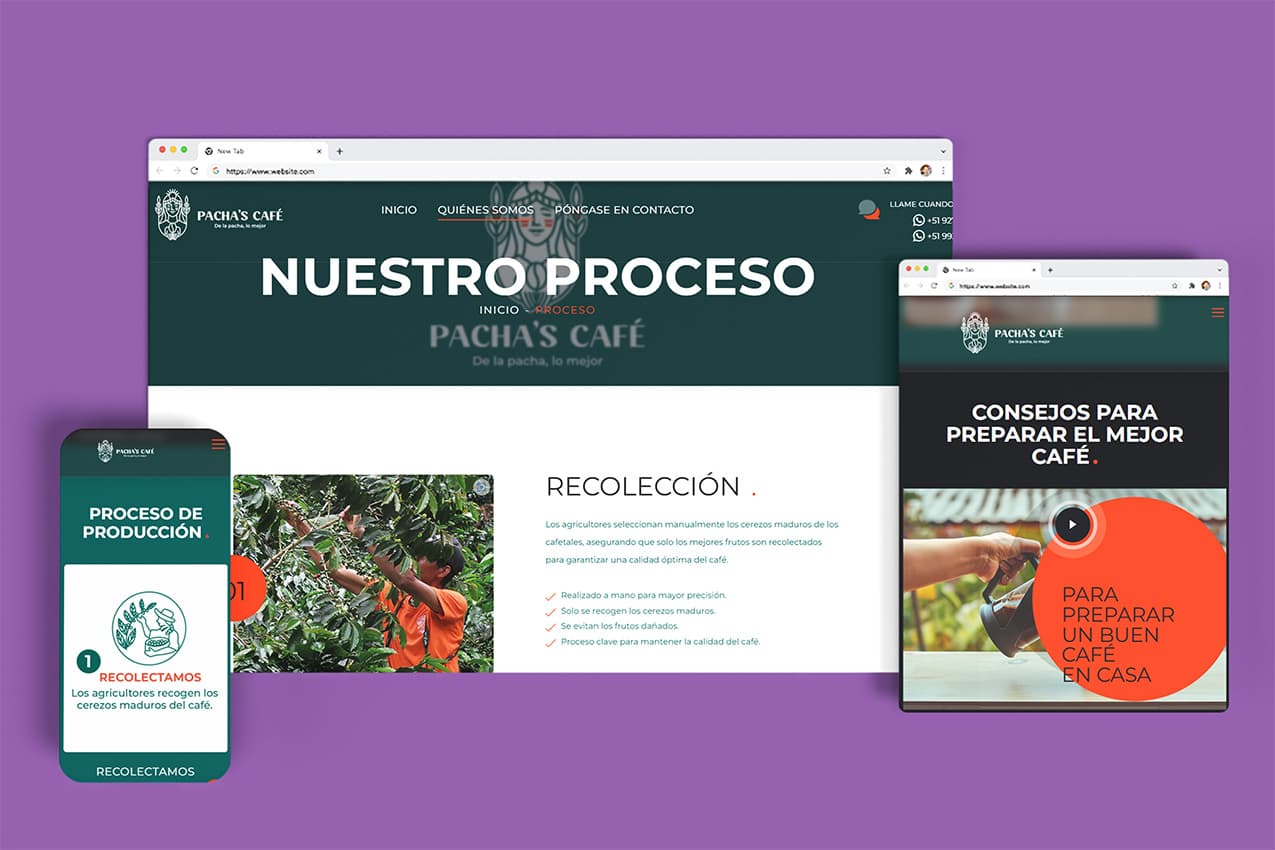 New Tab
https://www.website.com
PACHA'S CAFÉ
De la pacha, lo mejor
INICIO QUIÉNES SOMOS PÓNGASE EN CONTACTO
LLAME CUANDO
+51 92
+51 99
NUESTRO PROCESO
INICIO - PROCESO
PACHA'S CAFÉ
De la pacha, lo mejor
01
RECOLECCIÓN .
Los agricultores seleccionan manualmente los cerezos maduros de los
cafetales, asegurando que solo los mejores frutos son recolectados
para garantizar una calidad óptima del café.
Realizado a mano para mayor precisión.
Solo se recogen los cerezos maduros.
Se evitan los frutos dañados.
Proceso clave para mantener la calidad del café.
New Tab
https://www.website.com
PACHA'S CAFÉ
De la pacha, lo mejor
CONSEJOS PARA
PREPARAR EL MEJOR
CAFÉ.
PARA
PREPARAR
UN BUEN
CAFÉ
EN CASA
PACHA'S CAFÉ
PROCESO DE
PRODUCCIÓN.
1
RECOLECTAMOS
Los agricultores recogen los
cerezos maduros del café.
RECOLECTAMOS